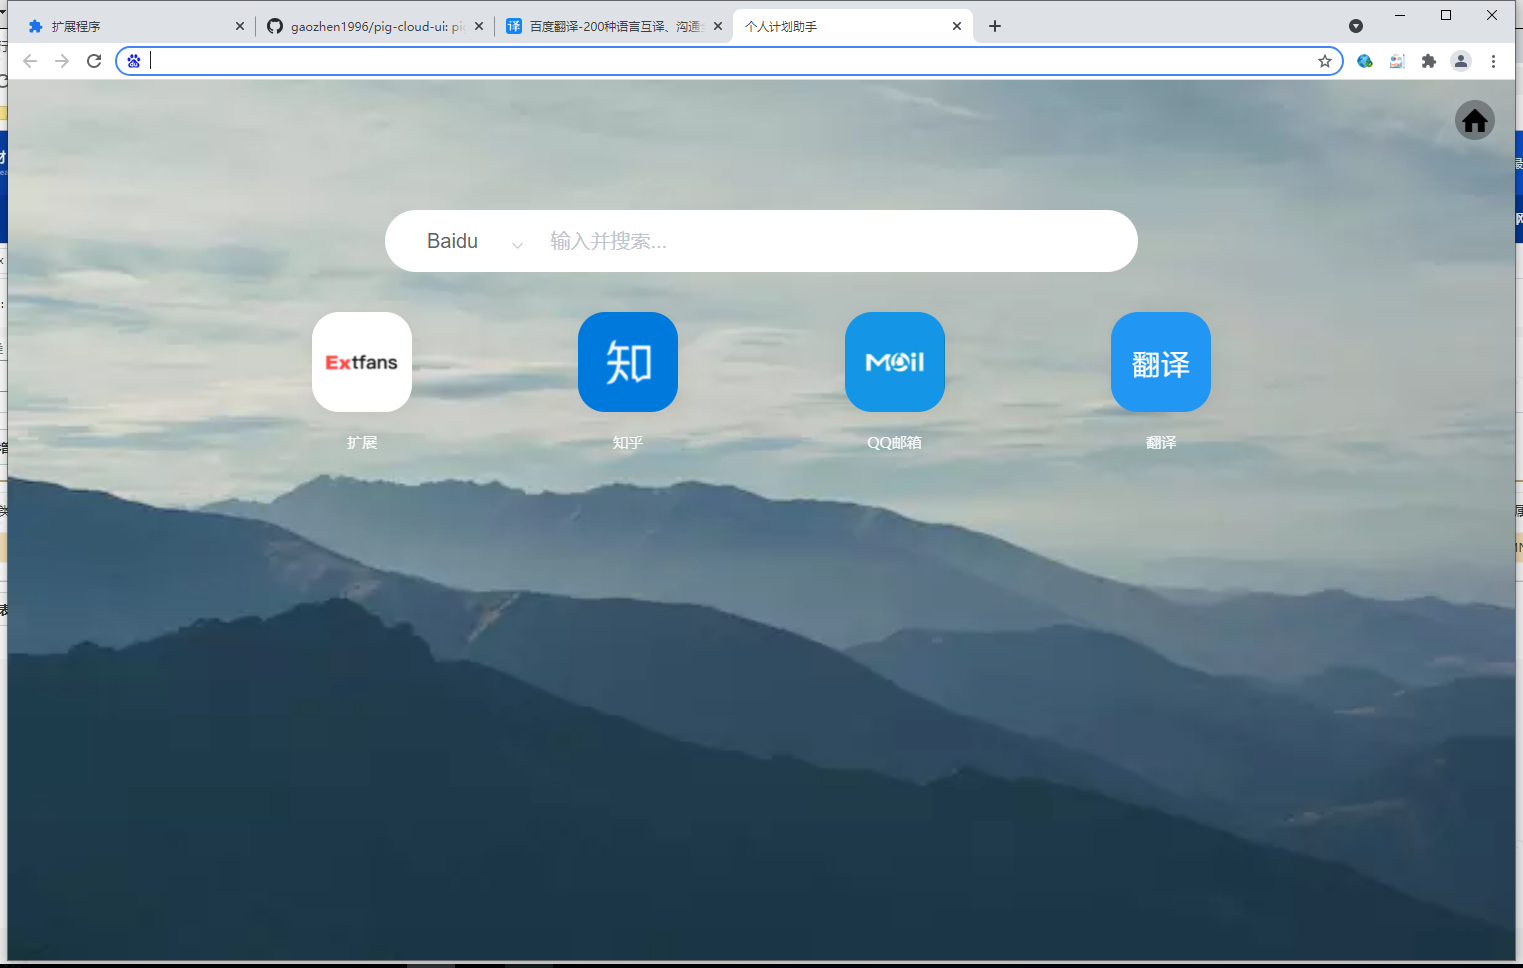 扩展程序
gaozhen1996/pig-cloud-ui: pi
百度翻译-200种语言互译、沟通
个人计划助手
Baidu
输入并搜索...
Extfans
知
MAil
翻译
扩展
知乎
QQ邮箱
翻译